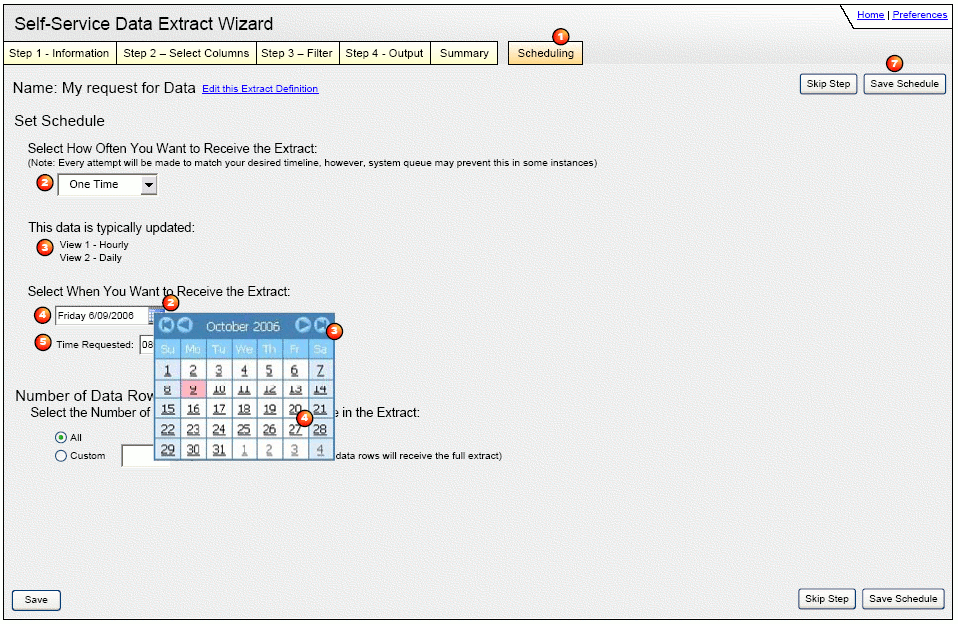 Home | Preferences
Self-Service Data Extract Wizard
1
Step 1 - Information Step 2 – Select Columns Step 3 – Filter Step 4 - Output Summary Scheduling
7
Name: My request for Data Edit this Extract Definition Skip Step Save Schedule
Set Schedule
Select How Often You Want to Receive the Extract:
(Note: Every attempt will be made to match your desired timeline, however, system queue may prevent this in some instances)
2 One Time
This data is typically updated:
3 View 1 - Hourly
View 2 - Daily
Select When You Want to Receive the Extract:
2
4 Friday 6/09/2006
October 2006
3
5 Time Requested: 08
Su Mo Tu We Th Fr Sa
1 2 3 4 5 6 7
8 9 10 11 12 13 14
15 16 17 18 19 20 21
4
22 23 24 25 26 27 28
29 30 31 1 2 3 4
Number of Data Row
Select the Number of e in the Extract:
All
Custom data rows will receive the full extract)
Save Skip Step Save Schedule